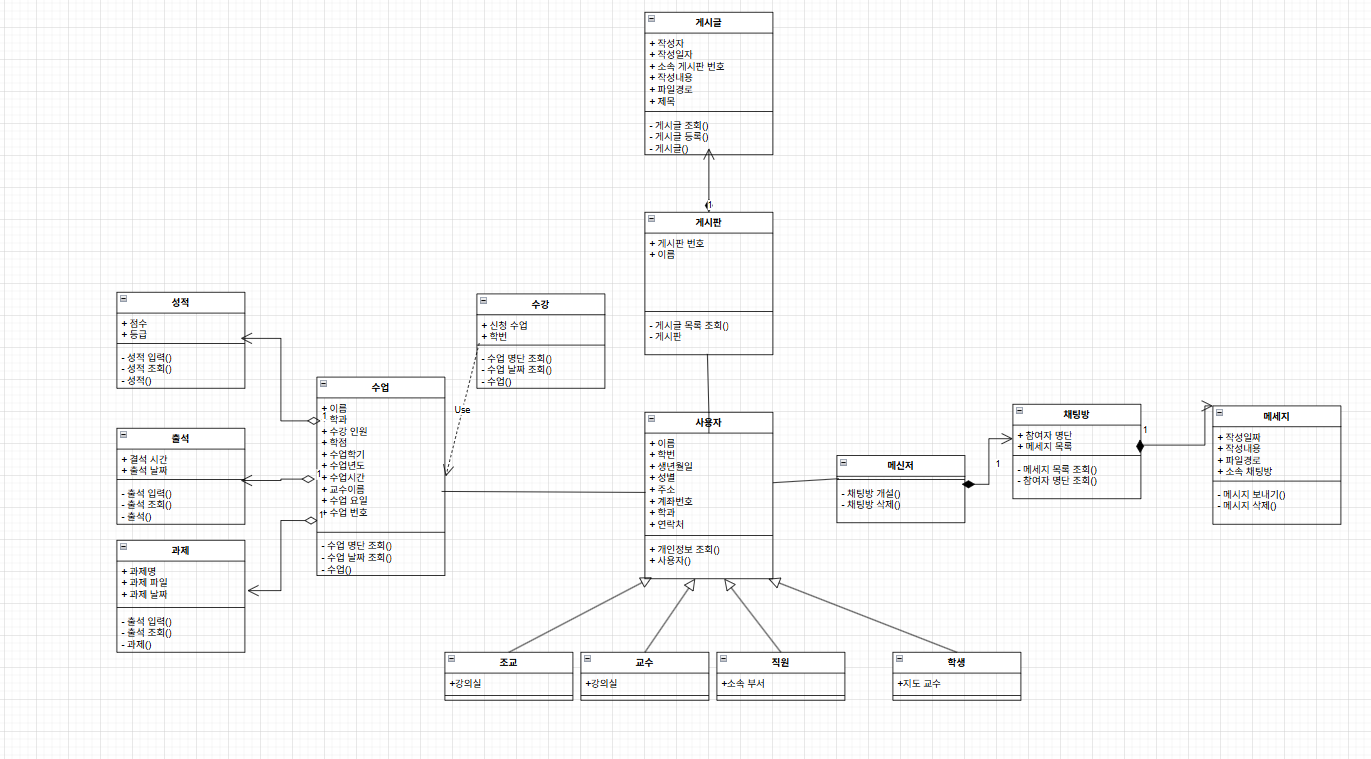 게시글
+ 작성자
+ 작성일자
+ 소속 게시판 번호
+ 작성내용
+ 파일경로
+ 제목
- 게시글 조회()
- 게시글 등록()
- 게시글()
1
게시판
+ 게시판 번호
+ 이름
- 게시글 목록 조회()
- 게시판
성적
+ 점수
+ 등급
- 성적 입력()
- 성적 조회()
- 성적()
수강
+ 신청 수업
+ 학번
- 수업 명단 조회()
- 수업 날짜 조회()
- 수업()
Use
출석
+ 결석 시간
+ 출석 날짜
- 출석 입력()
- 출석 조회()
- 출석()
과제
+ 과제명
+ 과제 파일
+ 과제 날짜
- 출석 입력()
- 출석 조회()
- 과제()
수업
+ 이름
+ 학과
+ 수강 인원
+ 학점
+ 수업학기
+ 수업년도
+ 수업시간
+ 교수이름
+ 수업 요일
+ 수업 번호
- 수업 명단 조회()
- 수업 날짜 조회()
- 수업()
1
1
1
사용자
+ 이름
+ 학번
+ 생년월일
+ 성별
+ 주소
+ 계좌번호
+ 학과
+ 연락처
+ 개인정보 조회()
+ 사용자()
메신저
- 채팅방 개설()
- 채팅방 삭제()
1
채팅방
+ 참여자 명단
+ 메세지 목록
- 메세지 목록 조회()
- 참여자 명단 조회()
1
메세지
+ 작성일짜
+ 작성내용
+ 파일경로
+ 소속 채팅방
- 메시지 보내기()
- 메시지 삭제()
조교
+강의실
교수
+강의실
직원
+소속 부서
학생
+지도 교수